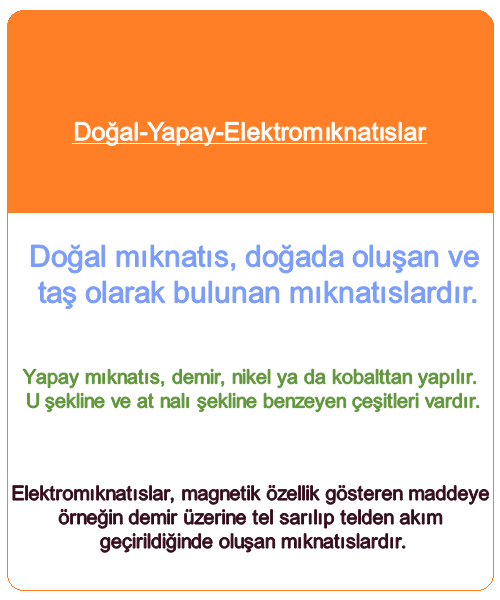 Doğal-Yapay-Elektromıknatıslar
Doğal mıknatıs, doğada oluşan ve
taş olarak bulunan mıknatıslardır.
Yapay mıknatıs, demir, nikel ya da kobalttan yapılır.
U şekline ve at nalı şekline benzeyen çeşitleri vardır.
Elektromıknatıslar, magnetik özellik gösteren maddeye
örneğin demir üzerine tel sarılıp telden akım
geçirildiğinde oluşan mıknatıslardır.